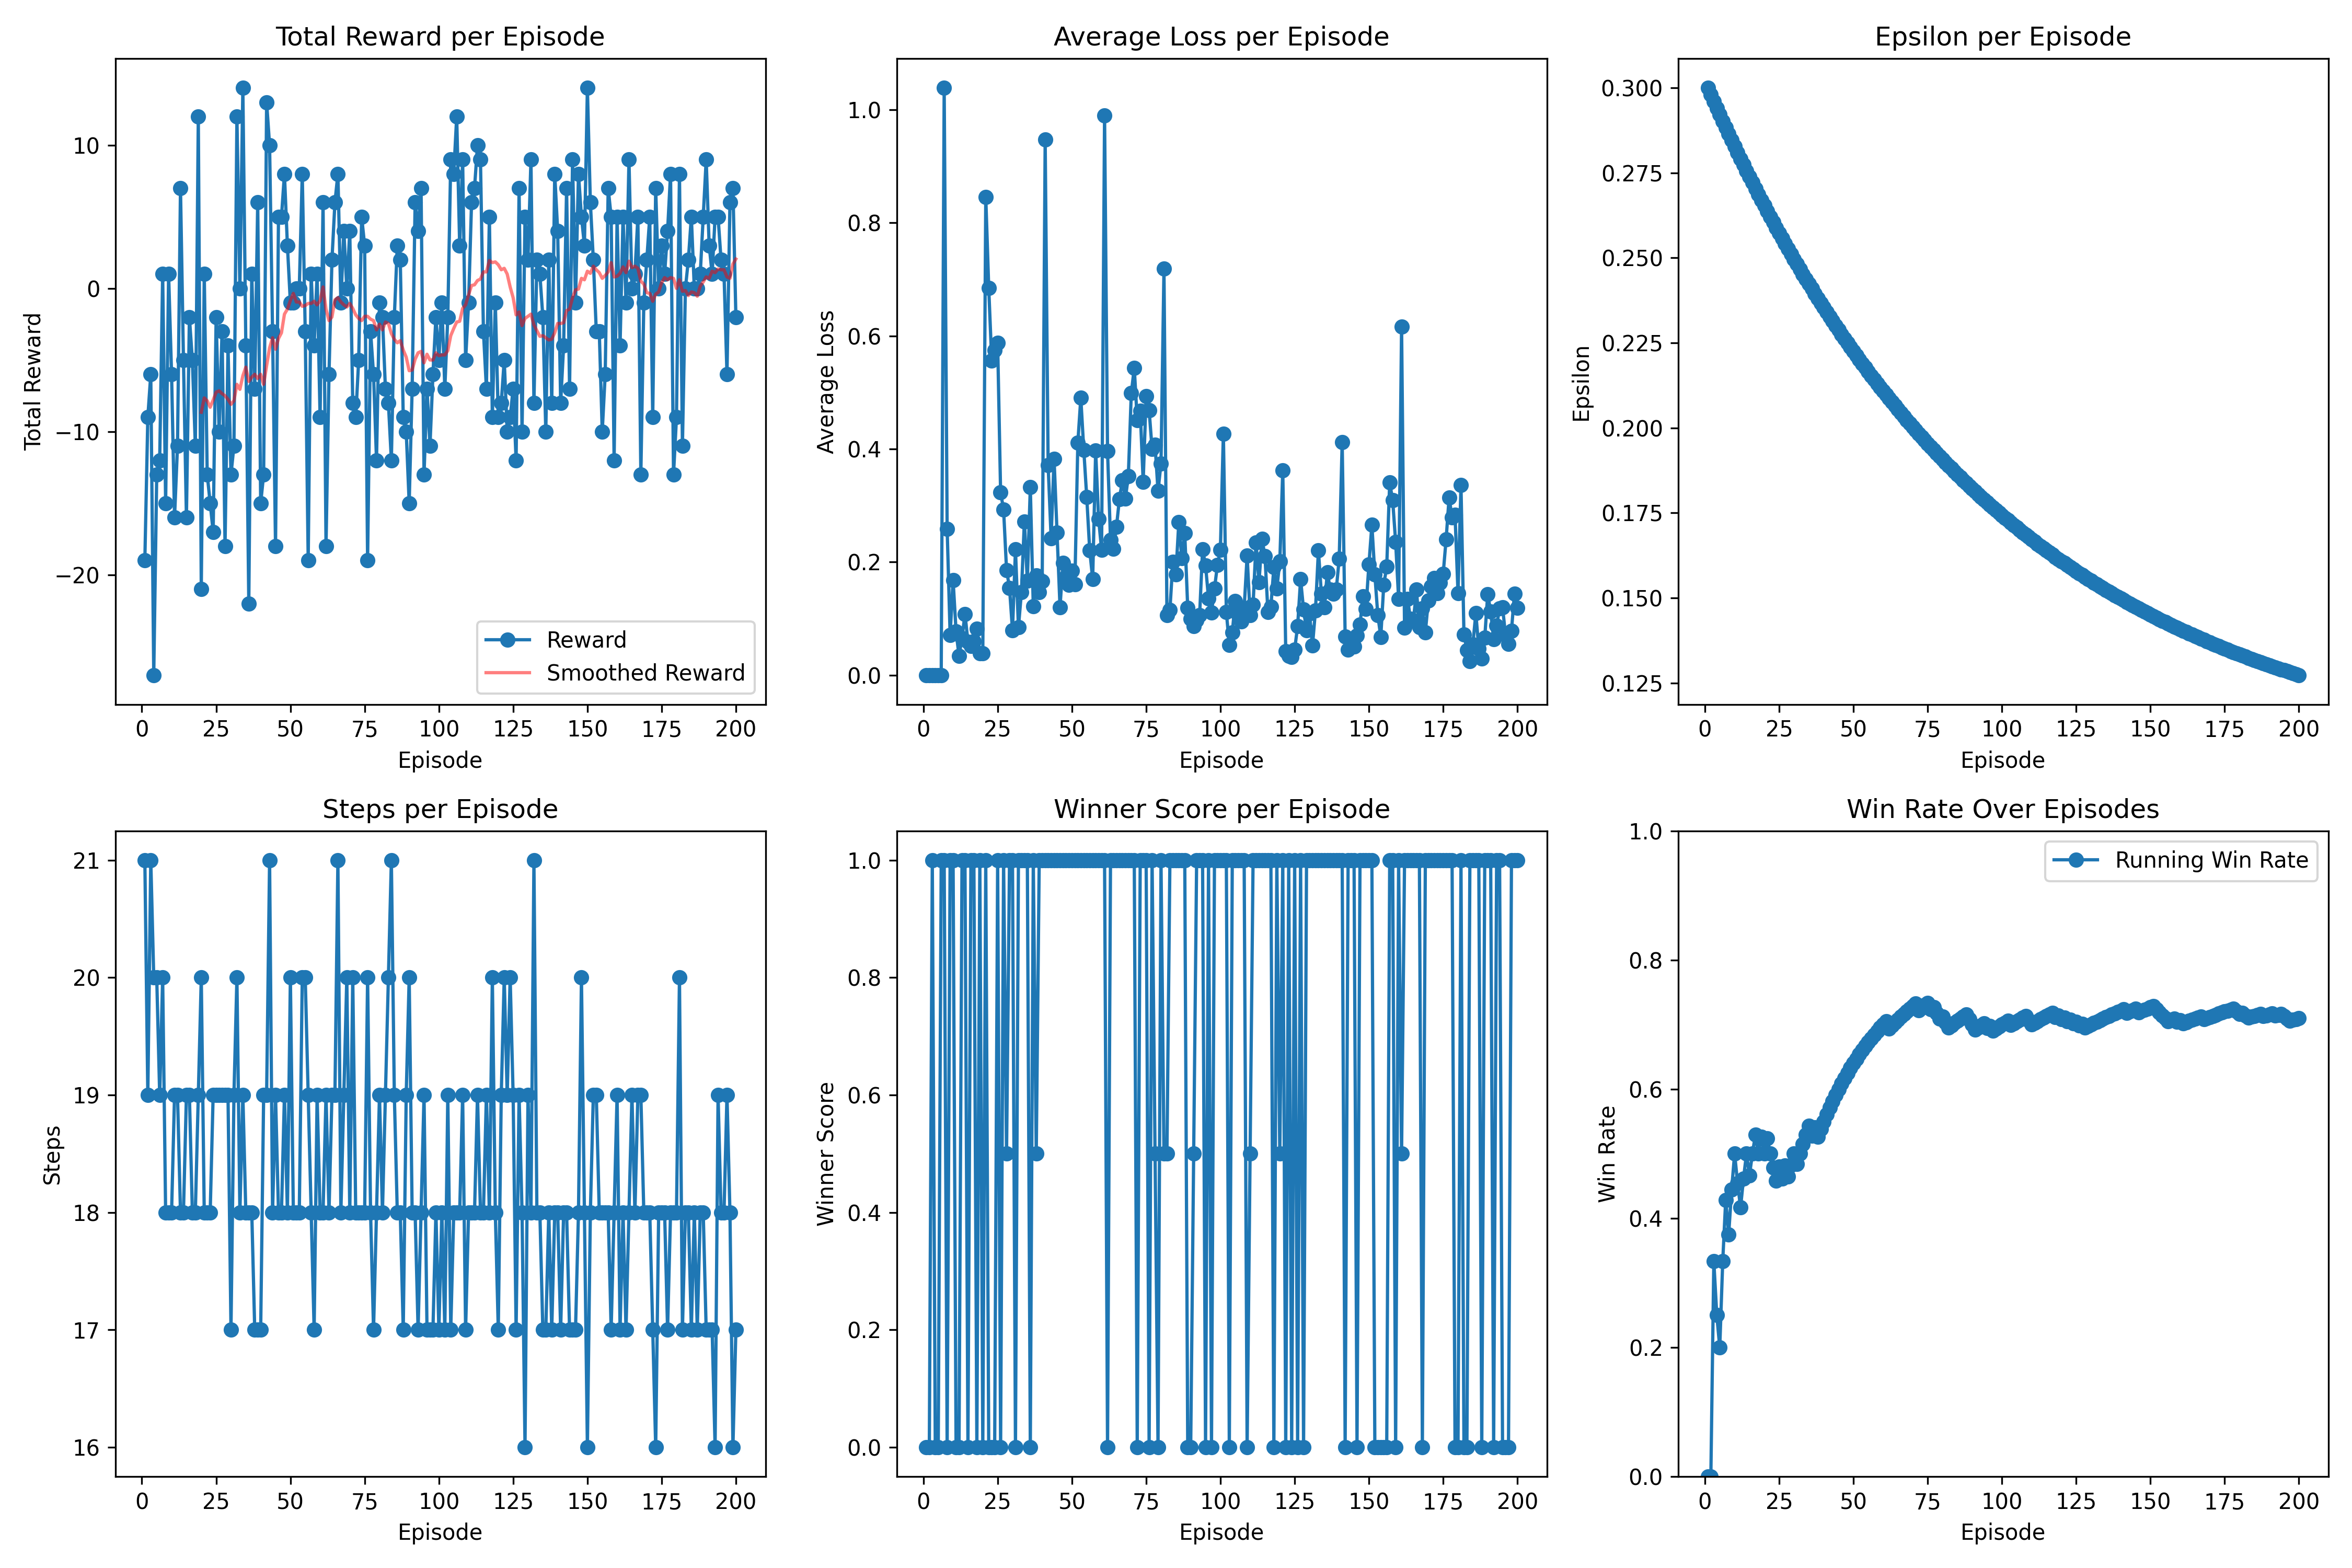 Total Reward per Episode
Total Reward
10
0
−10
−20
Reward
Smoothed Reward
0 25 50 75 100 125 150 175 200
Episode
Average Loss per Episode
Average Loss
1.0
0.8
0.6
0.4
0.2
0.0
0 25 50 75 100 125 150 175 200
Episode
Epsilon per Episode
Epsilon
0.300
0.275
0.250
0.225
0.200
0.175
0.150
0.125
0 25 50 75 100 125 150 175 200
Episode
Steps per Episode
Steps
21
20
19
18
17
16
0 25 50 75 100 125 150 175 200
Episode
Winner Score per Episode
Winner Score
1.0
0.8
0.6
0.4
0.2
0.0
0 25 50 75 100 125 150 175 200
Episode
Win Rate Over Episodes
Win Rate
1.0
0.8
0.6
0.4
0.2
0.0
Running Win Rate
0 25 50 75 100 125 150 175 200
Episode